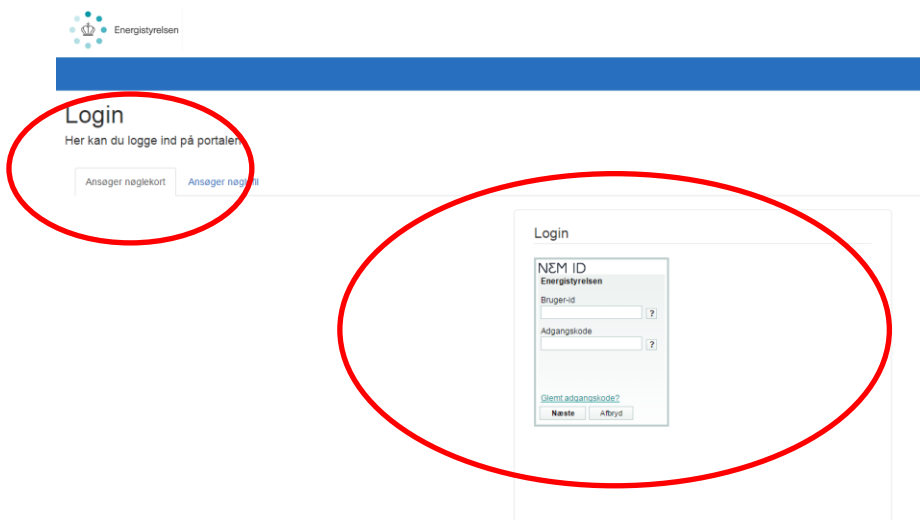 Energistyrelsen
Login
Her kan du logge ind på portalen
Ansøger nøglekort
Ansøger nøglefil
Login
NEM ID
Energistyrelsen
Bruger-id
?
Adgangskode
?
Glemt adgangskode?
Næste Afbryd